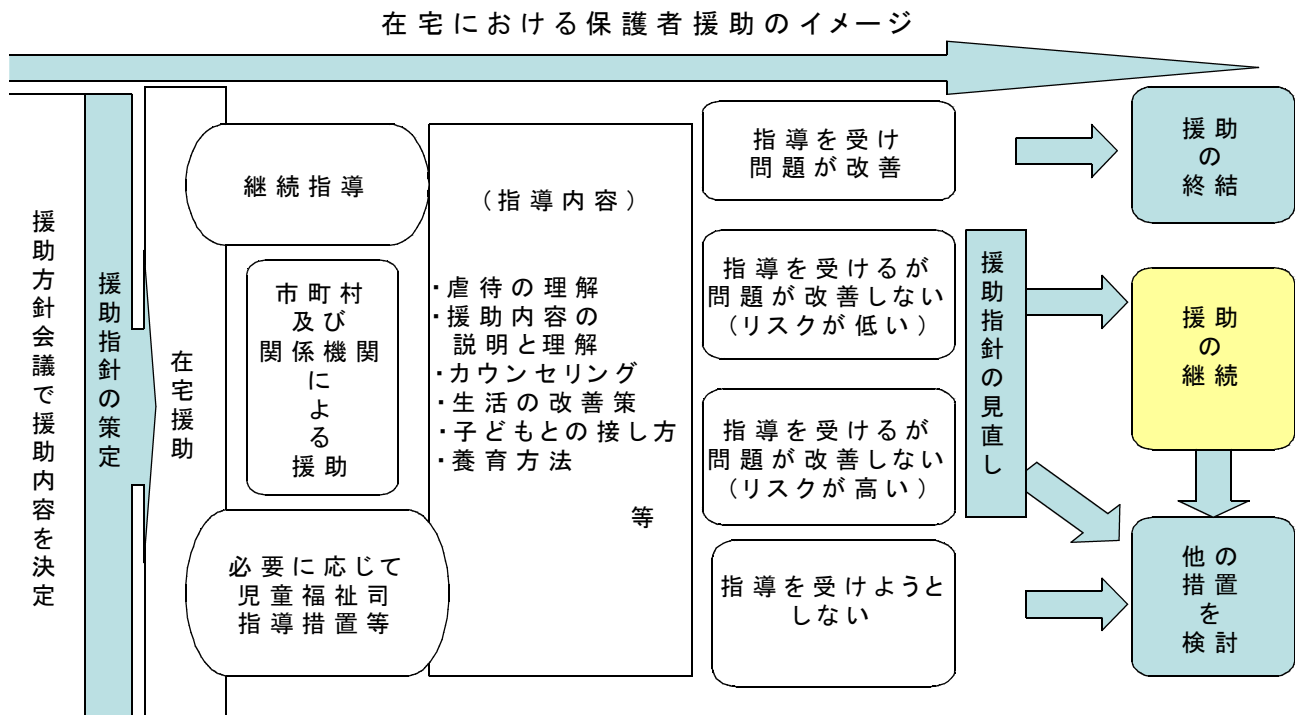 在宅における保護者援助のイメージ
援助方針会議で援助内容を決定
援助指針の策定
在宅援助
継続指導
市町村
及び
関係機関
による
援助
必要に応じて
児童福祉司
指導措置等
（指導内容）
・虐待の理解
・援助内容の
説明と理解
・カウンセリング
・生活の改善策
・子どもとの接し方
・養育方法
等
指導を受け
問題が改善
指導を受けるが
問題が改善しない
（リスクが低い）
指導を受けるが
問題が改善しない
（リスクが高い）
指導を受けようと
しない
援助指針の見直し
援助
の
終結
援助
の
継続
他の
措置
を
検討